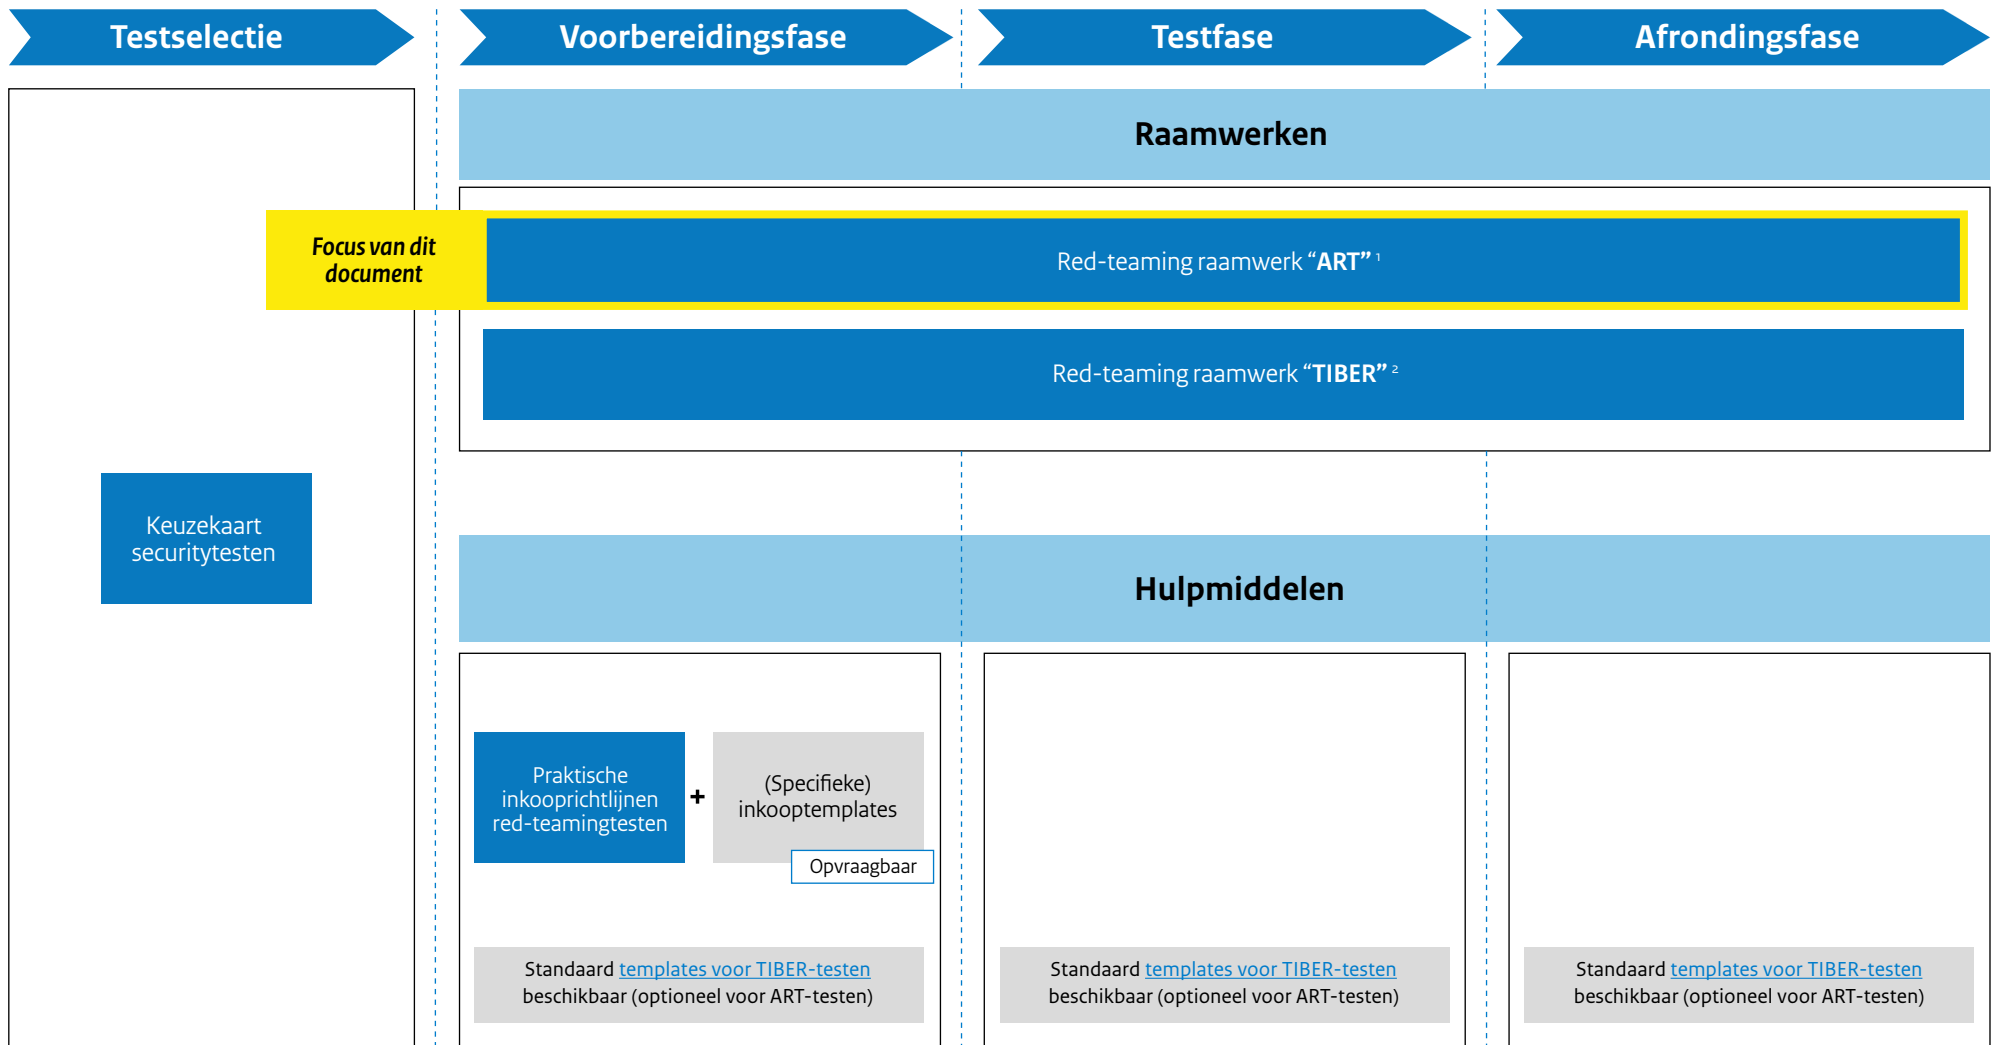 Testselectie
Voorbereidingsfase
Testfase
Afrondingsfase
Raamwerken
Focus van dit
document
Red-teaming raamwerk “ART” 1
Red-teaming raamwerk “TIBER” 2
Keuzekaart
securitytesten
Hulpmiddelen
Praktische
inkooprichtlijnen
red-teamingtesten
+
(Specifieke)
inkooptemplates
Opvraagbaar
Standaard templates voor TIBER-testen
beschikbaar (optioneel voor ART-testen)
Standaard templates voor TIBER-testen
beschikbaar (optioneel voor ART-testen)
Standaard templates voor TIBER-testen
beschikbaar (optioneel voor ART-testen)